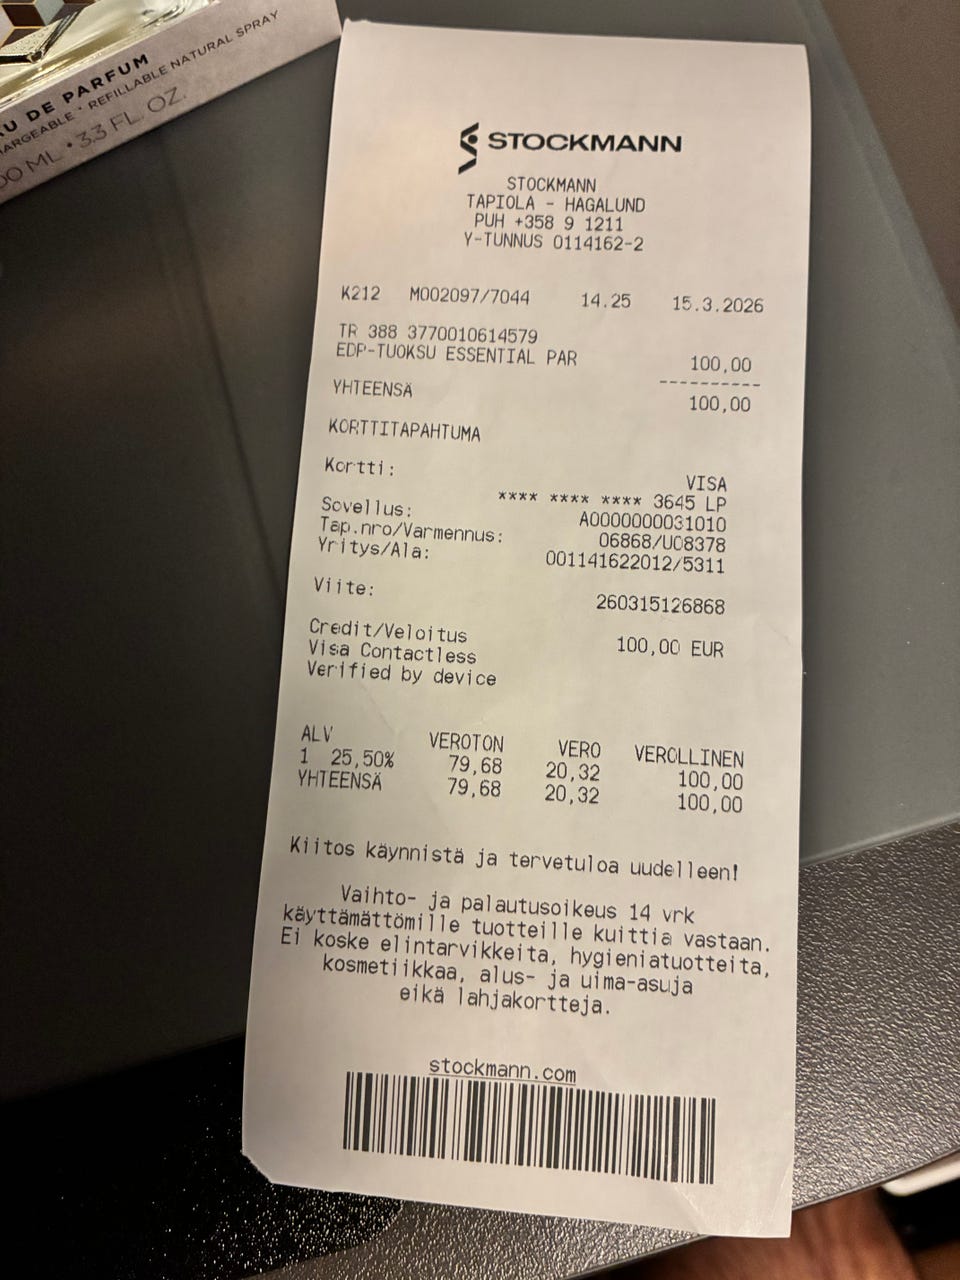 EAU DE PARFUM
RECHARGEABLE • REFILLABLE NATURAL SPRAY
100 ML • 3.3 FL. OZ.
STOCKMANN
STOCKMANN
TAPIOLA - HAGALUND
PUH +358 9 1211
Y-TUNNUS 0114162-2
K212 M002097/7044 14.25 15.3.2026
TR 388 3770010614579
EDP-TUOKSU ESSENTIAL PAR 100,00
----------
YHTEENSÄ 100,00
KORTTITAPAHTUMA
Kortti: VISA
**** **** **** 3645 LP
Sovellus: A0000000031010
Tap.nro/Varmennus: 06868/U08378
Yritys/Ala: 001141622012/5311
Viite: 260315126868
Credit/Veloitus 100,00 EUR
Visa Contactless
Verified by device
ALV VEROTON VERO VEROLLINEN
1 25,50% 79,68 20,32 100,00
YHTEENSÄ 79,68 20,32 100,00
Kiitos käynnistä ja tervetuloa uudelleen!
Vaihto- ja palautusoikeus 14 vrk
käyttämättömille tuotteille kuittia vastaan.
Ei koske elintarvikkeita, hygieniatuotteita,
kosmetiikkaa, alus- ja uima-asuja
eikä lahjakortteja.
stockmann.com